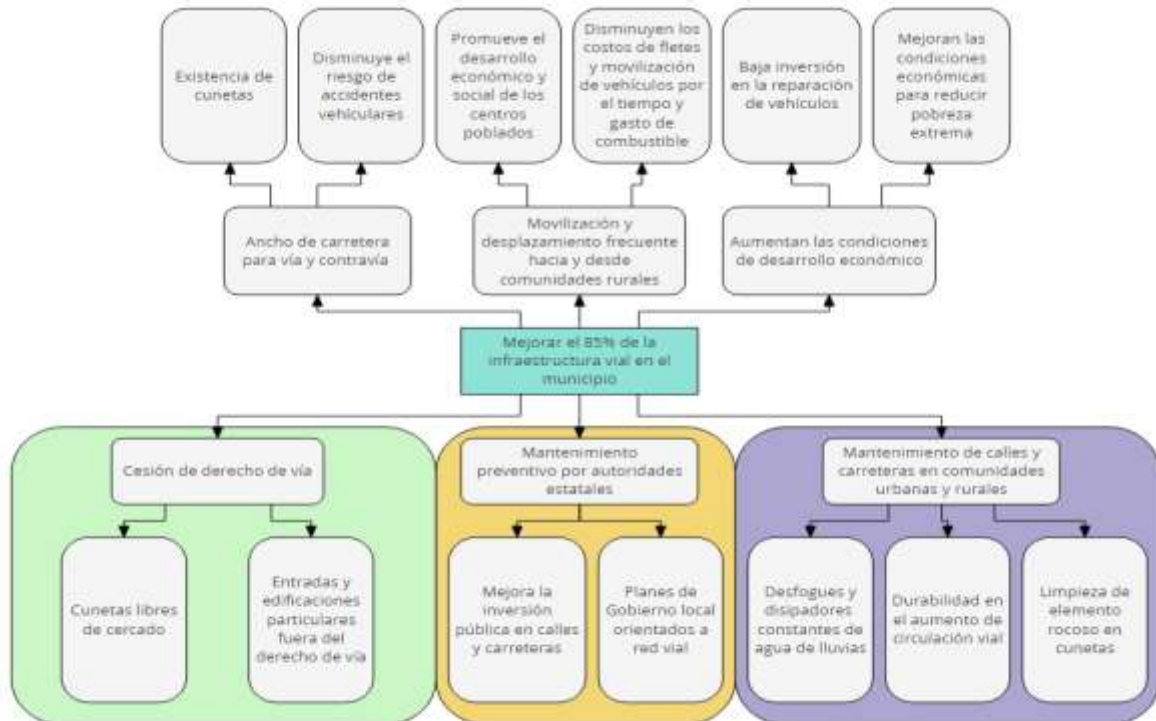 Existencia de
cunetas
Disminuye el
riesgo de
accidentes
vehiculares
Promueve el
desarrollo
económico y
social de los
centros
poblados
Disminuyen los
costos de fletes
y movilización
de vehículos por
el tiempo y
gasto de
combustible
Baja inversión
en la reparación
de vehículos
Mejoran las
condiciones
económicas
para reducir
pobreza
extrema
Ancho de carretera
para vía y contravía
Movilización y
desplazamiento frecuente
hacia y desde
comunidades rurales
Aumentan las condiciones
de desarrollo económico
Mejorar el 85% de la
infraestructura vial en el
municipio
Cesión de derecho de vía
Mantenimiento
preventivo por autoridades
estatales
Mantenimiento de calles y
carreteras en comunidades
urbanas y rurales
Cunetas libres
de cercado
Entradas y
edificaciones
particulares
fuera del
derecho de vía
Mejora la
inversión
pública en calles
y carreteras
Planes de
Gobierno local
orientados a
red vial
Desfogues y
disipadores
constantes de
agua de lluvias
Durabilidad en
el aumento de
circulación vial
Limpieza de
elemento
rocoso en
cunetas